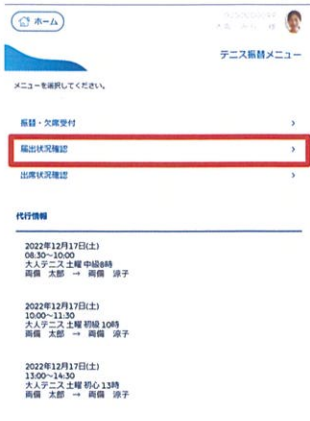 ホーム
テニス振替メニュー
メニューを選択してください。
振替・欠席受付
届出状況確認
出席状況確認
代行情報
2022年12月17日(土)
08:30～10:00
大人テニス 土曜 中級8時
両備　太郎　→　両備　涼子
2022年12月17日(土)
10:00～11:30
大人テニス 土曜 初級 10時
両備　太郎　→　両備　涼子
2022年12月17日(土)
13:00～14:30
大人テニス 土曜 初心 13時
両備　太郎　→　両備　涼子